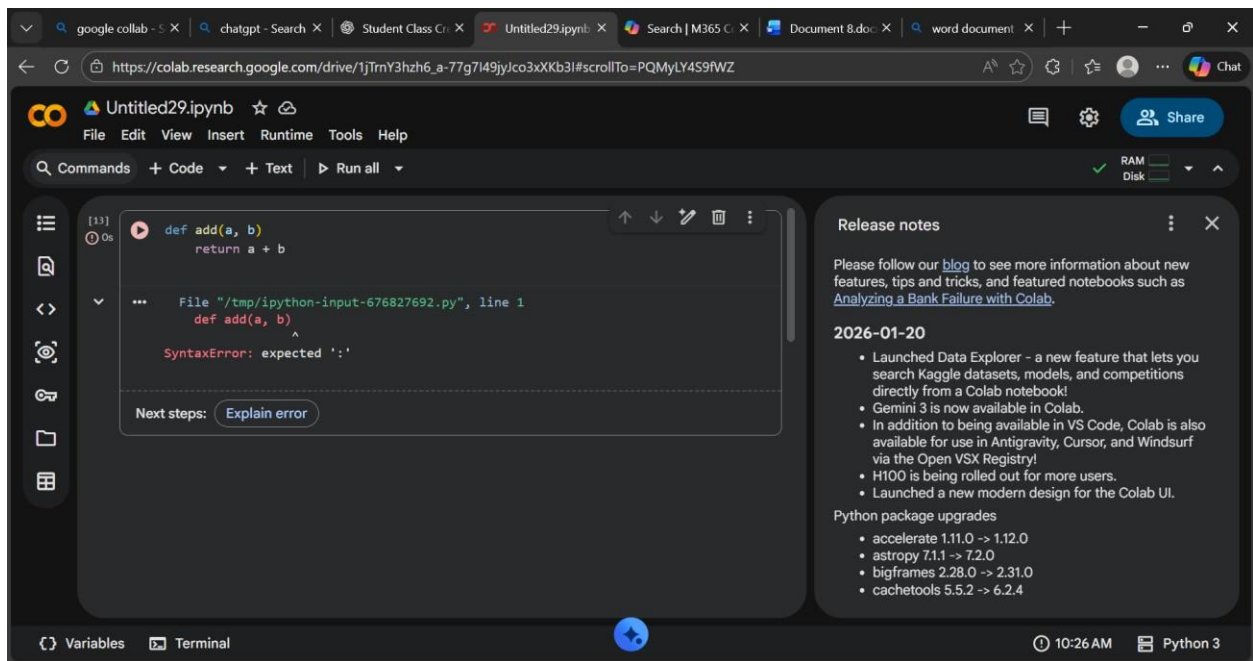 google collab - S
chatgpt - Search
Student Class Cre
Untitled29.ipynb
Search | M365 Co
Document 8.doc
word document
https://colab.research.google.com/drive/1jTrnY3hzh6_a-77g7l49jyJco3xXKb3l#scrollTo=PQMyLY4S9fWZ
Chat
CO
Untitled29.ipynb
File Edit View Insert Runtime Tools Help
Share
Commands + Code + Text Run all
RAM
Disk
[13]
0s
def add(a, b)
return a + b
File "/tmp/ipython-input-676827692.py", line 1
def add(a, b)
^
SyntaxError: expected ':'
Next steps: Explain error
Release notes
Please follow our blog to see more information about new
features, tips and tricks, and featured notebooks such as
Analyzing a Bank Failure with Colab.
2026-01-20
• Launched Data Explorer - a new feature that lets you
search Kaggle datasets, models, and competitions
directly from a Colab notebook!
• Gemini 3 is now available in Colab.
• In addition to being available in VS Code, Colab is also
available for use in Antigravity, Cursor, and Windsurf
via the Open VSX Registry!
• H100 is being rolled out for more users.
• Launched a new modern design for the Colab UI.
Python package upgrades
• accelerate 1.11.0 -> 1.12.0
• astropy 7.1.1 -> 7.2.0
• bigframes 2.28.0 -> 2.31.0
• cachetools 5.5.2 -> 6.2.4
{} Variables Terminal
10:26 AM Python 3